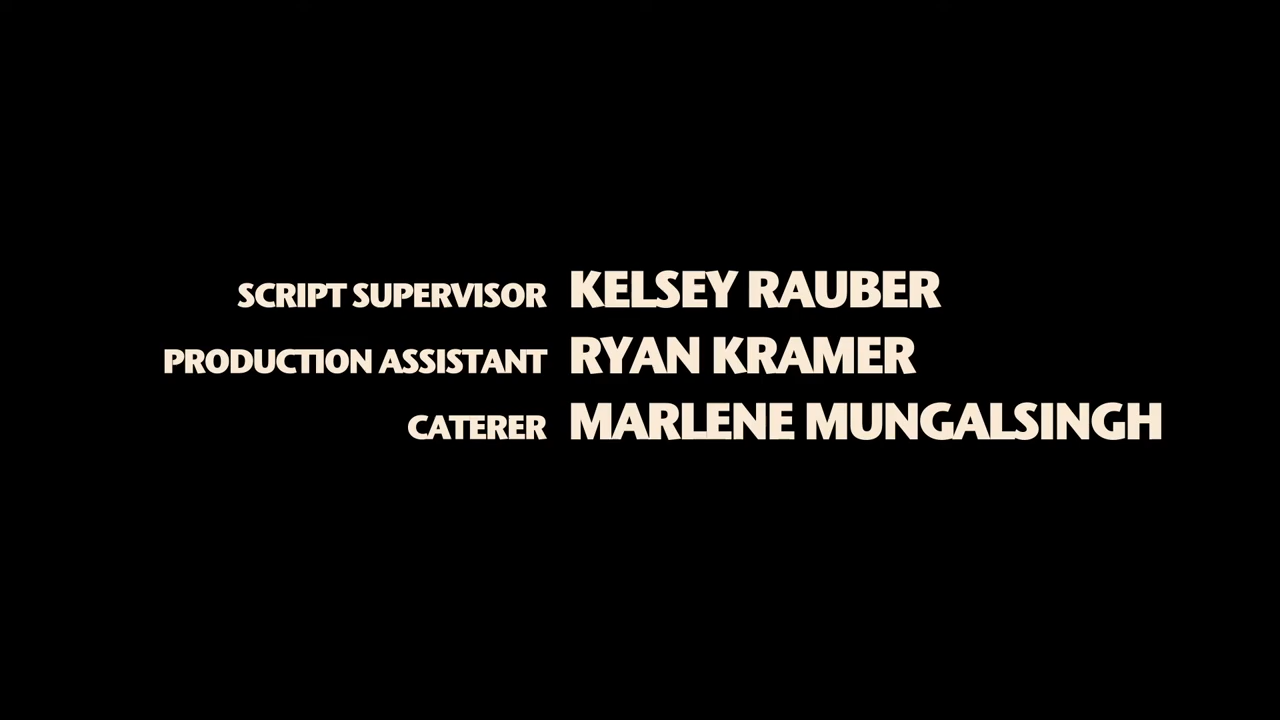 SCRIPT SUPERVISOR KELSEY RAUBER
PRODUCTION ASSISTANT RYAN KRAMER
CATERER MARLENE MUNGALSINGH